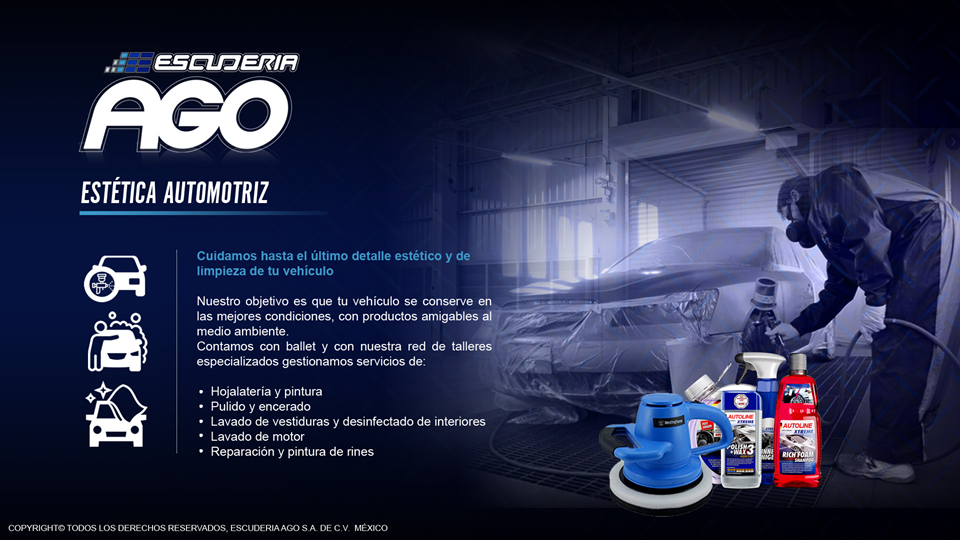 ESCUDERIA
AGO
ESTÉTICA AUTOMOTRIZ
Cuidamos hasta el último detalle estético y de
limpieza de tu vehículo
Nuestro objetivo es que tu vehículo se conserve en
las mejores condiciones, con productos amigables al
medio ambiente.
Contamos con ballet y con nuestra red de talleres
especializados gestionamos servicios de:
• Hojalatería y pintura
• Pulido y encerado
• Lavado de vestiduras y desinfectado de interiores
• Lavado de motor
• Reparación y pintura de rines
AUTOLINE
XTREME
POLISH
+WAX 3
AUTOLINE
XTREME
RICH FOAM
SHAMPOO
COPYRIGHT© TODOS LOS DERECHOS RESERVADOS, ESCUDERIA AGO S.A. DE C.V. MÉXICO